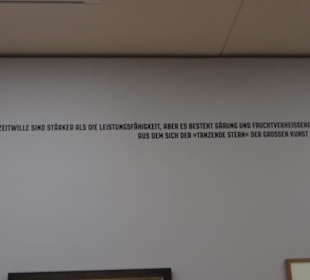 ZEITWILLE SIND STÄRKER ALS DIE LEISTUNGSFÄHIGKEIT, ABER ES BESTEHT GÄRUNG UND FRUCHTVERHEISSEND
AUS DEM SICH DER »TANZENDE STERN« DER GROSSEN KUNST